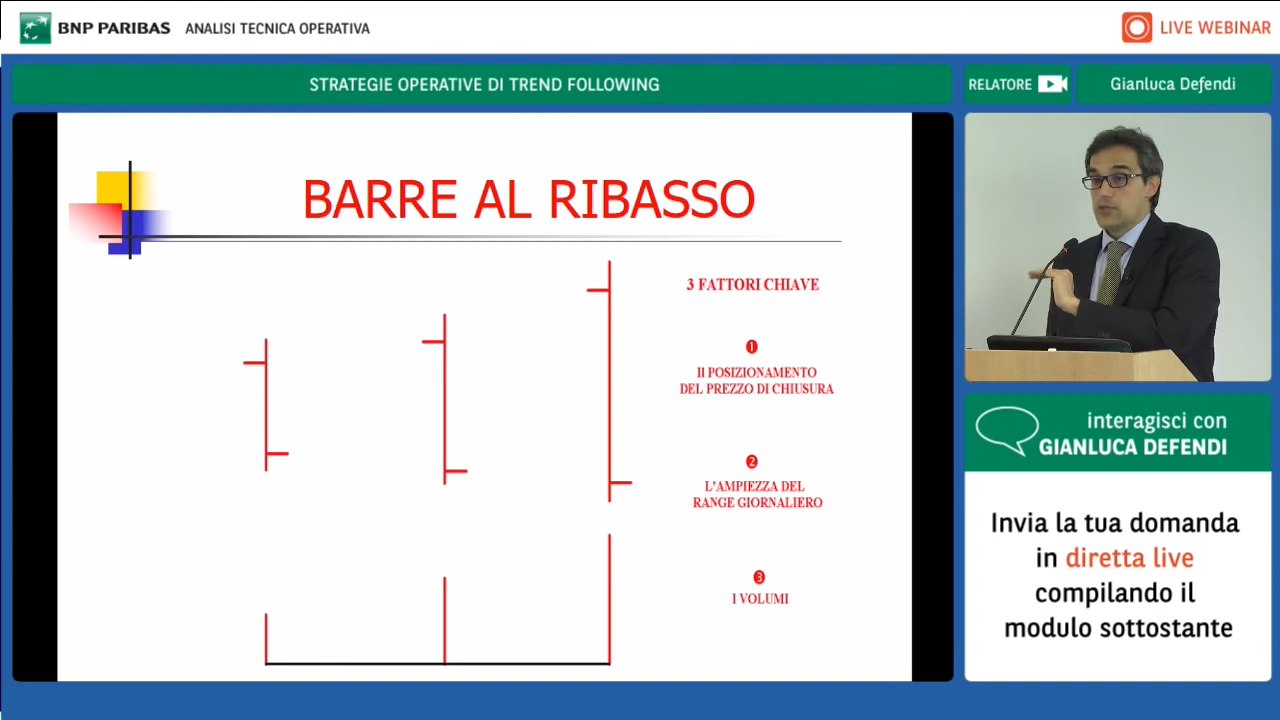 BNP PARIBAS
ANALISI TECNICA OPERATIVA
LIVE WEBINAR
STRATEGIE OPERATIVE DI TREND FOLLOWING
RELATORE
Gianluca Defendi
BARRE AL RIBASSO
3 FATTORI CHIAVE
1
Il POSIZIONAMENTO
DEL PREZZO DI CHIUSURA
2
L'AMPIEZZA DEL
RANGE GIORNALIERO
3
I VOLUMI
interagisci con
GIANLUCA DEFENDI
Invia la tua domanda
in diretta live
compilando il
modulo sottostante